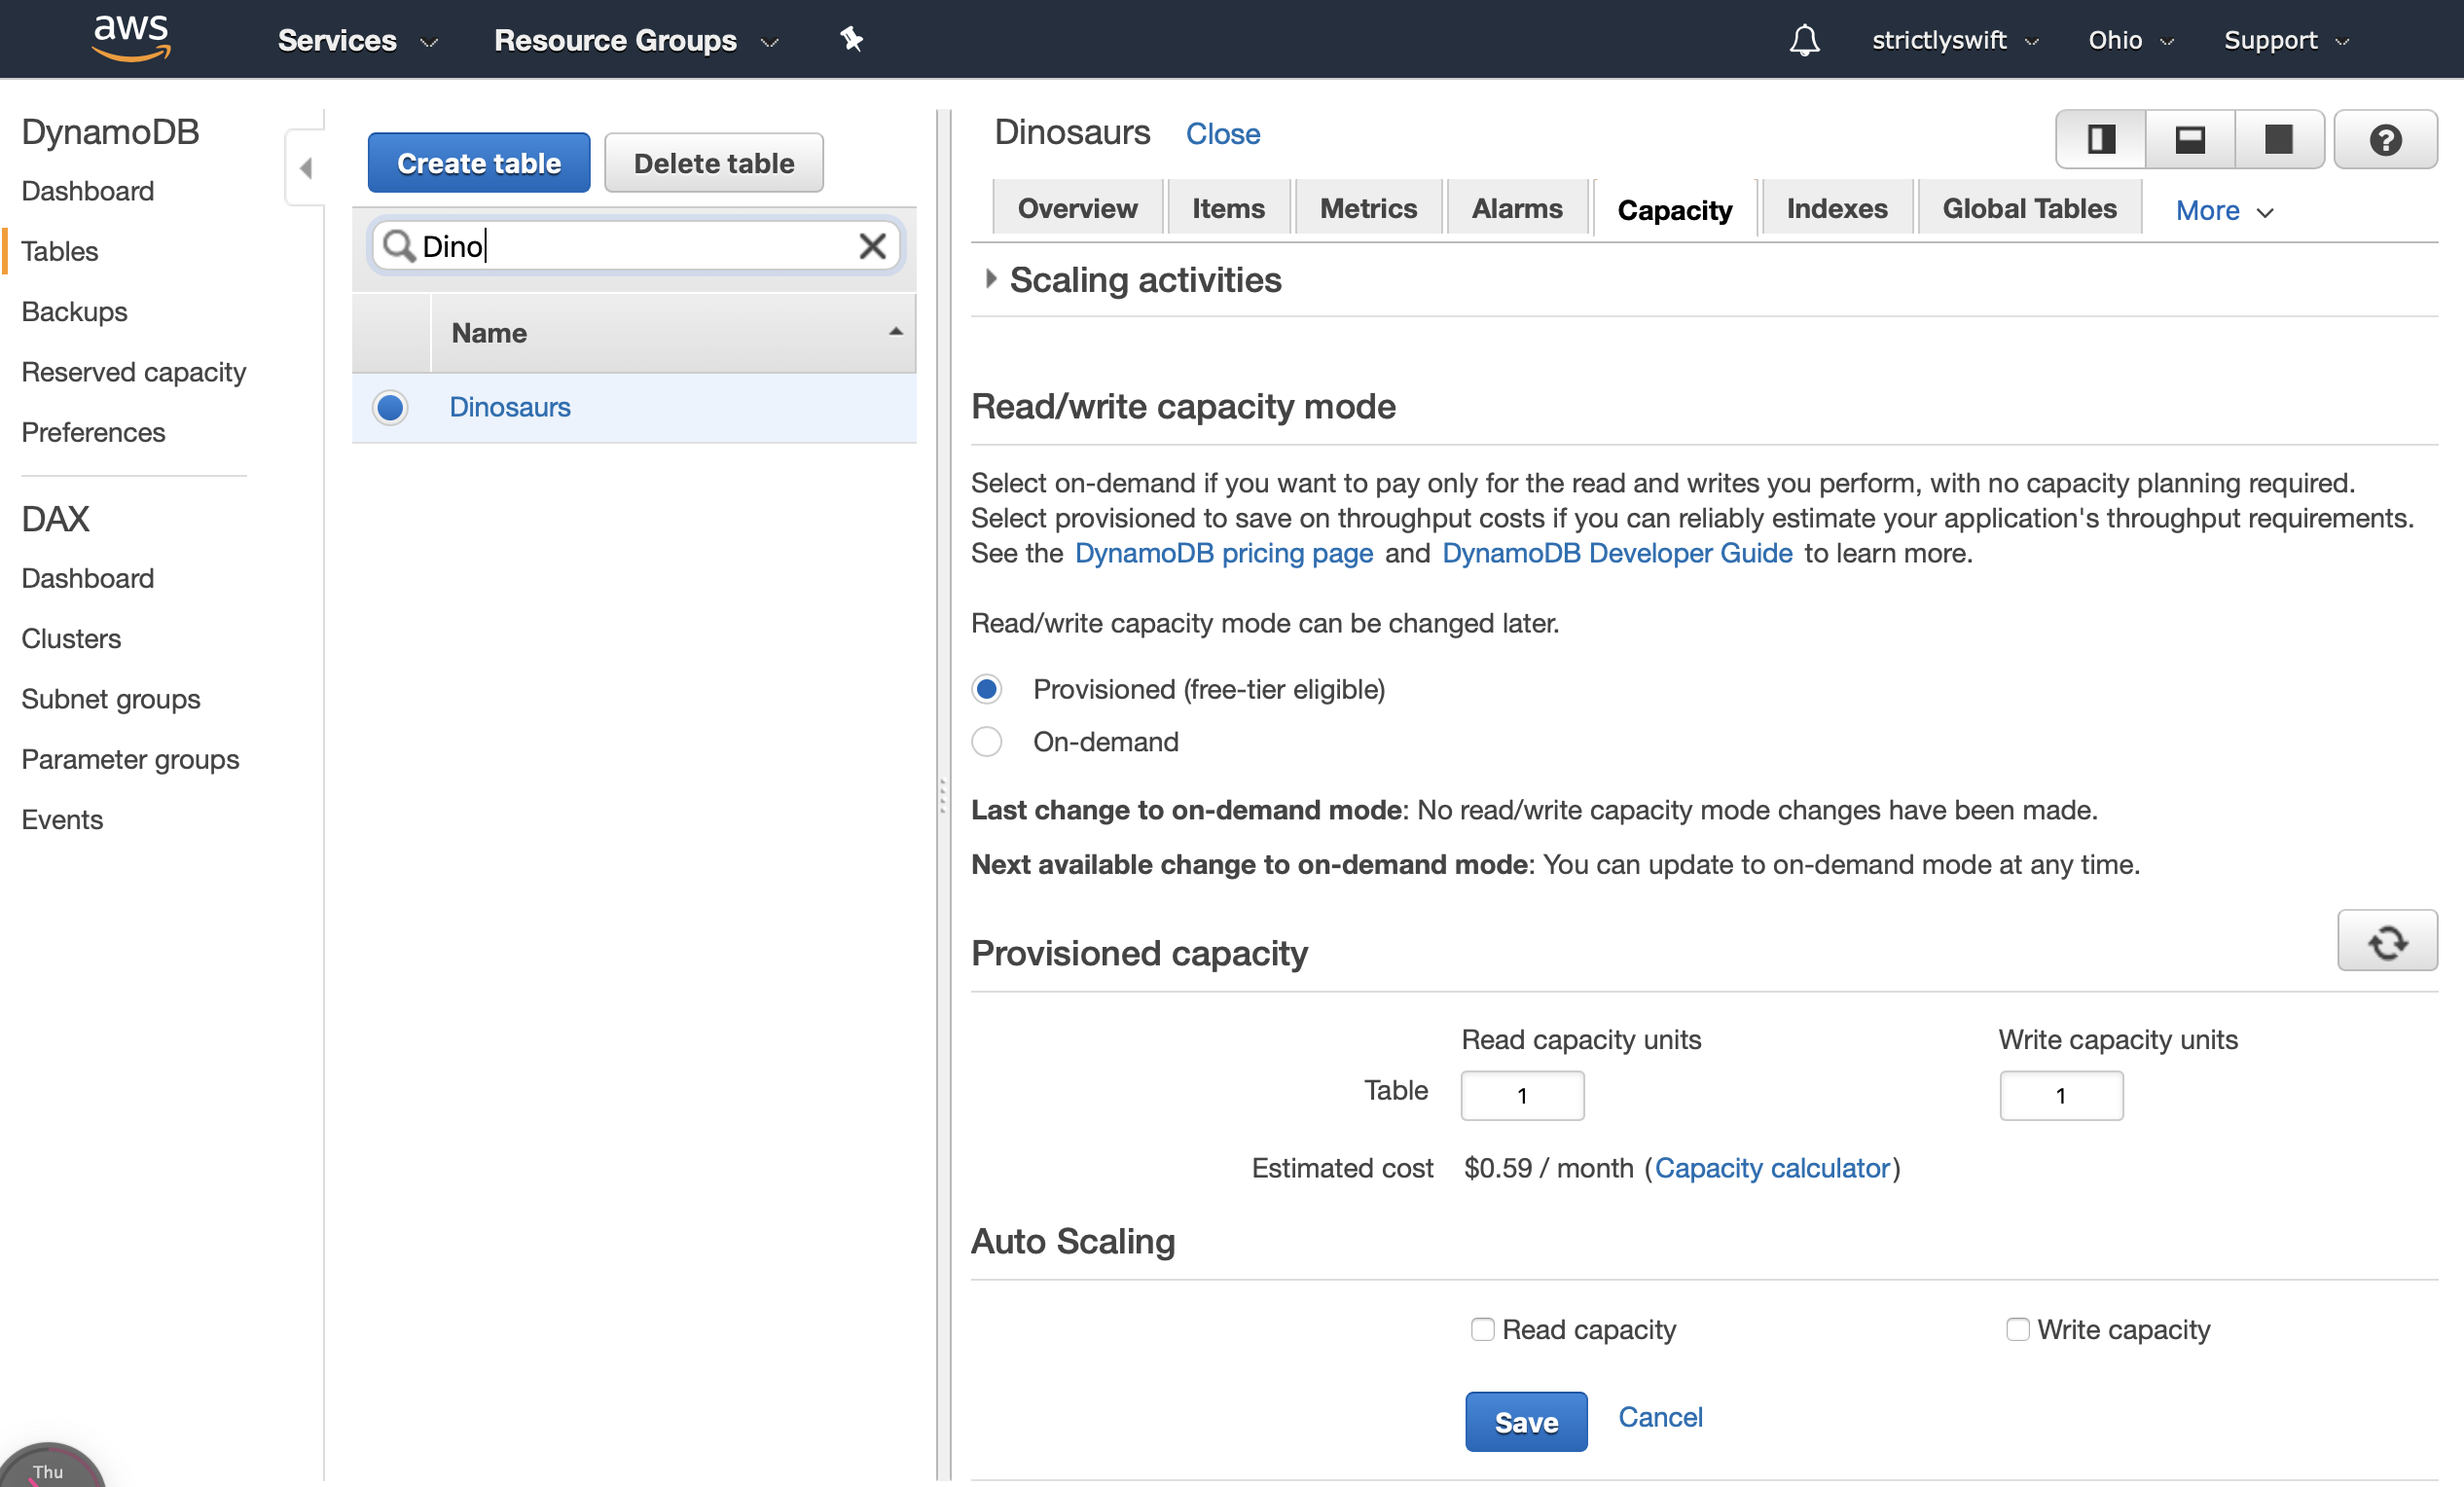 aws
Services
Resource Groups
strictlyswift
Ohio
Support
DynamoDB
Dashboard
Tables
Backups
Reserved capacity
Preferences
DAX
Dashboard
Clusters
Subnet groups
Parameter groups
Events
Thu
Create table
Delete table
Dino
Name
Dinosaurs
Dinosaurs Close
Overview
Items
Metrics
Alarms
Capacity
Indexes
Global Tables
More
Scaling activities
Read/write capacity mode
Select on-demand if you want to pay only for the read and writes you perform, with no capacity planning required.
Select provisioned to save on throughput costs if you can reliably estimate your application's throughput requirements.
See the DynamoDB pricing page and DynamoDB Developer Guide to learn more.
Read/write capacity mode can be changed later.
Provisioned (free-tier eligible)
On-demand
Last change to on-demand mode: No read/write capacity mode changes have been made.
Next available change to on-demand mode: You can update to on-demand mode at any time.
Provisioned capacity
Read capacity units
Write capacity units
Table 1 1
Estimated cost $0.59 / month (Capacity calculator)
Auto Scaling
Read capacity
Write capacity
Save Cancel